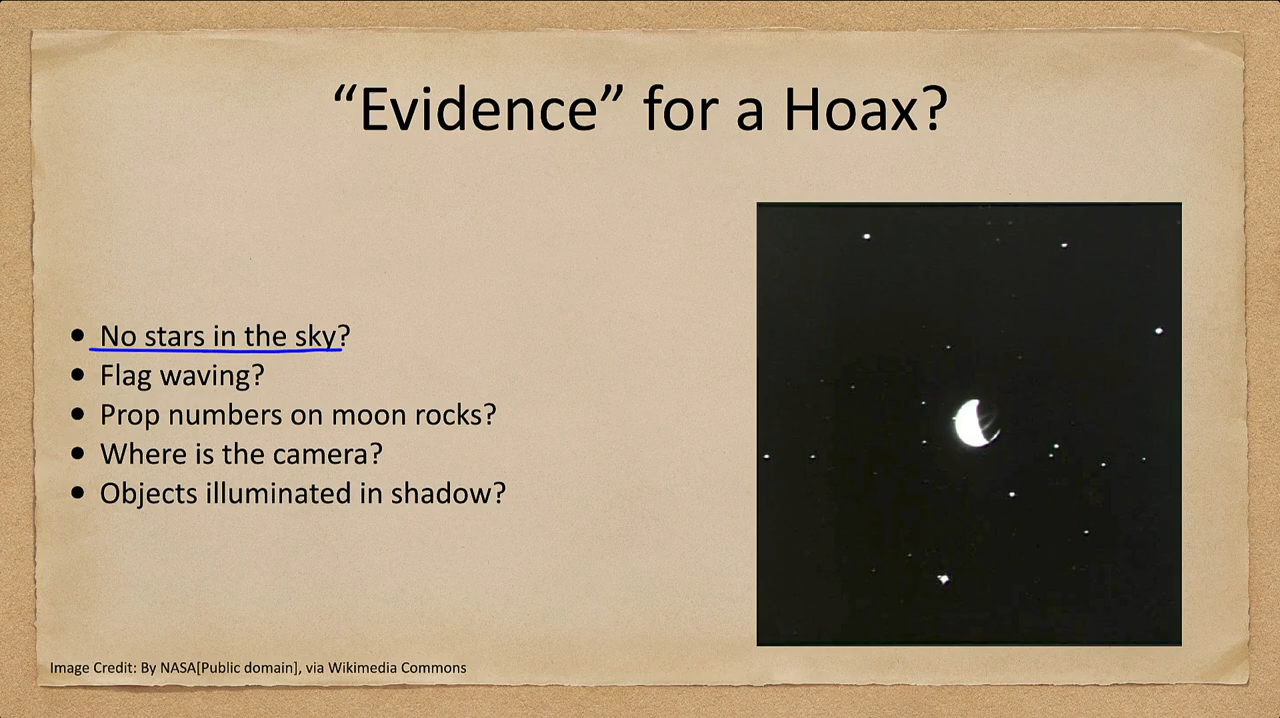 “Evidence” for a Hoax?
• No stars in the sky?
• Flag waving?
• Prop numbers on moon rocks?
• Where is the camera?
• Objects illuminated in shadow?
Image Credit: By NASA[Public domain], via Wikimedia Commons